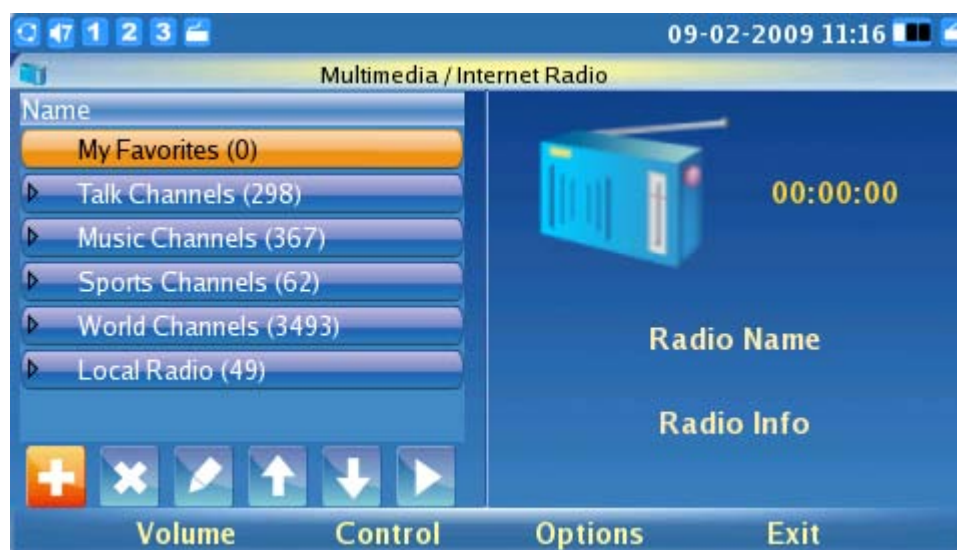 7 1 2 3 09-02-2009 11:16
Multimedia / Internet Radio
Name
My Favorites (0)
Talk Channels (298)
Music Channels (367)
Sports Channels (62)
World Channels (3493)
Local Radio (49)
00:00:00
Radio Name
Radio Info
Volume Control Options Exit